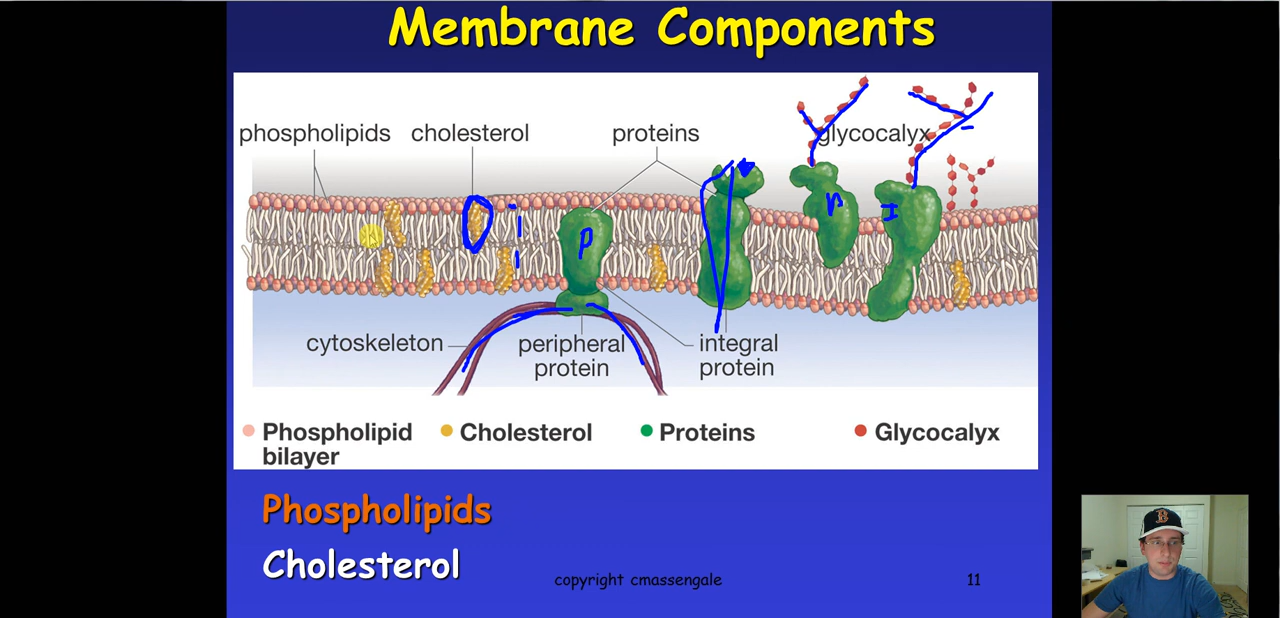 Membrane Components
phospholipids cholesterol proteins glycocalyx
P n I
cytoskeleton peripheral protein integral protein
Phospholipid bilayer Cholesterol Proteins Glycocalyx
Phospholipids
Cholesterol
copyright cmassengale 11
B